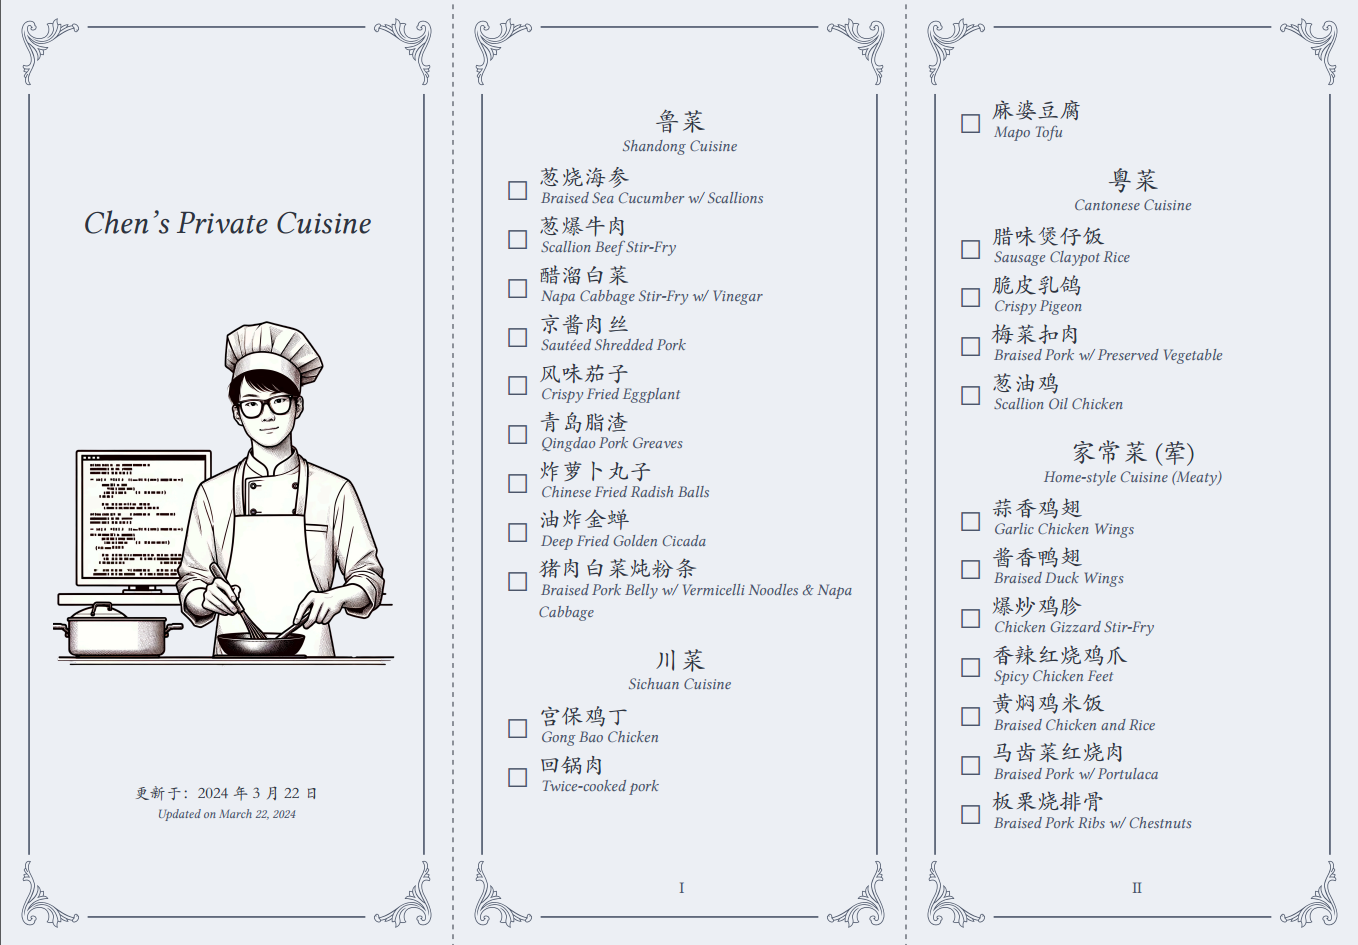 Chen’s Private Cuisine
更新于：2024 年 3 月 22 日
Updated on March 22, 2024
鲁菜
Shandong Cuisine
葱烧海参
Braised Sea Cucumber w/ Scallions
葱爆牛肉
Scallion Beef Stir-Fry
醋溜白菜
Napa Cabbage Stir-Fry w/ Vinegar
京酱肉丝
Sautéed Shredded Pork
风味茄子
Crispy Fried Eggplant
青岛脂渣
Qingdao Pork Greaves
炸萝卜丸子
Chinese Fried Radish Balls
油炸金蝉
Deep Fried Golden Cicada
猪肉白菜炖粉条
Braised Pork Belly w/ Vermicelli Noodles & Napa
Cabbage
川菜
Sichuan Cuisine
宫保鸡丁
Gong Bao Chicken
回锅肉
Twice-cooked pork
I
麻婆豆腐
Mapo Tofu
粤菜
Cantonese Cuisine
腊味煲仔饭
Sausage Claypot Rice
脆皮乳鸽
Crispy Pigeon
梅菜扣肉
Braised Pork w/ Preserved Vegetable
葱油鸡
Scallion Oil Chicken
家常菜 (荤)
Home-style Cuisine (Meaty)
蒜香鸡翅
Garlic Chicken Wings
酱香鸭翅
Braised Duck Wings
爆炒鸡胗
Chicken Gizzard Stir-Fry
香辣红烧鸡爪
Spicy Chicken Feet
黄焖鸡米饭
Braised Chicken and Rice
马齿菜红烧肉
Braised Pork w/ Portulaca
板栗烧排骨
Braised Pork Ribs w/ Chestnuts
II